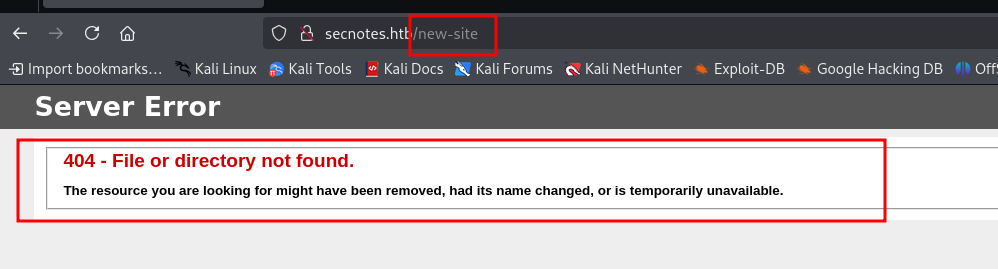 secnotes.htb/new-site
Import bookmarks… Kali Linux Kali Tools Kali Docs Kali Forums Kali NetHunter Exploit-DB Google Hacking DB OffS
Server Error
404 - File or directory not found.
The resource you are looking for might have been removed, had its name changed, or is temporarily unavailable.